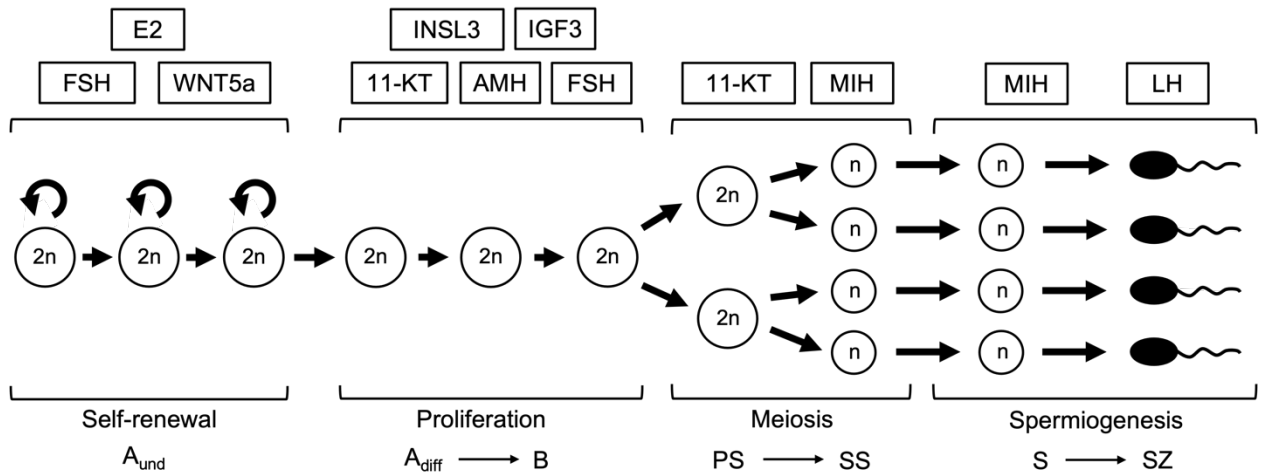 E2 INSL3 IGF3
FSH WNT5a 11-KT AMH FSH 11-KT MIH MIH LH
n n
2n
n n
2n 2n 2n 2n 2n 2n
n n
2n
n n
Self-renewal Proliferation Meiosis Spermiogenesis
Aund Adiff B PS SS S SZ